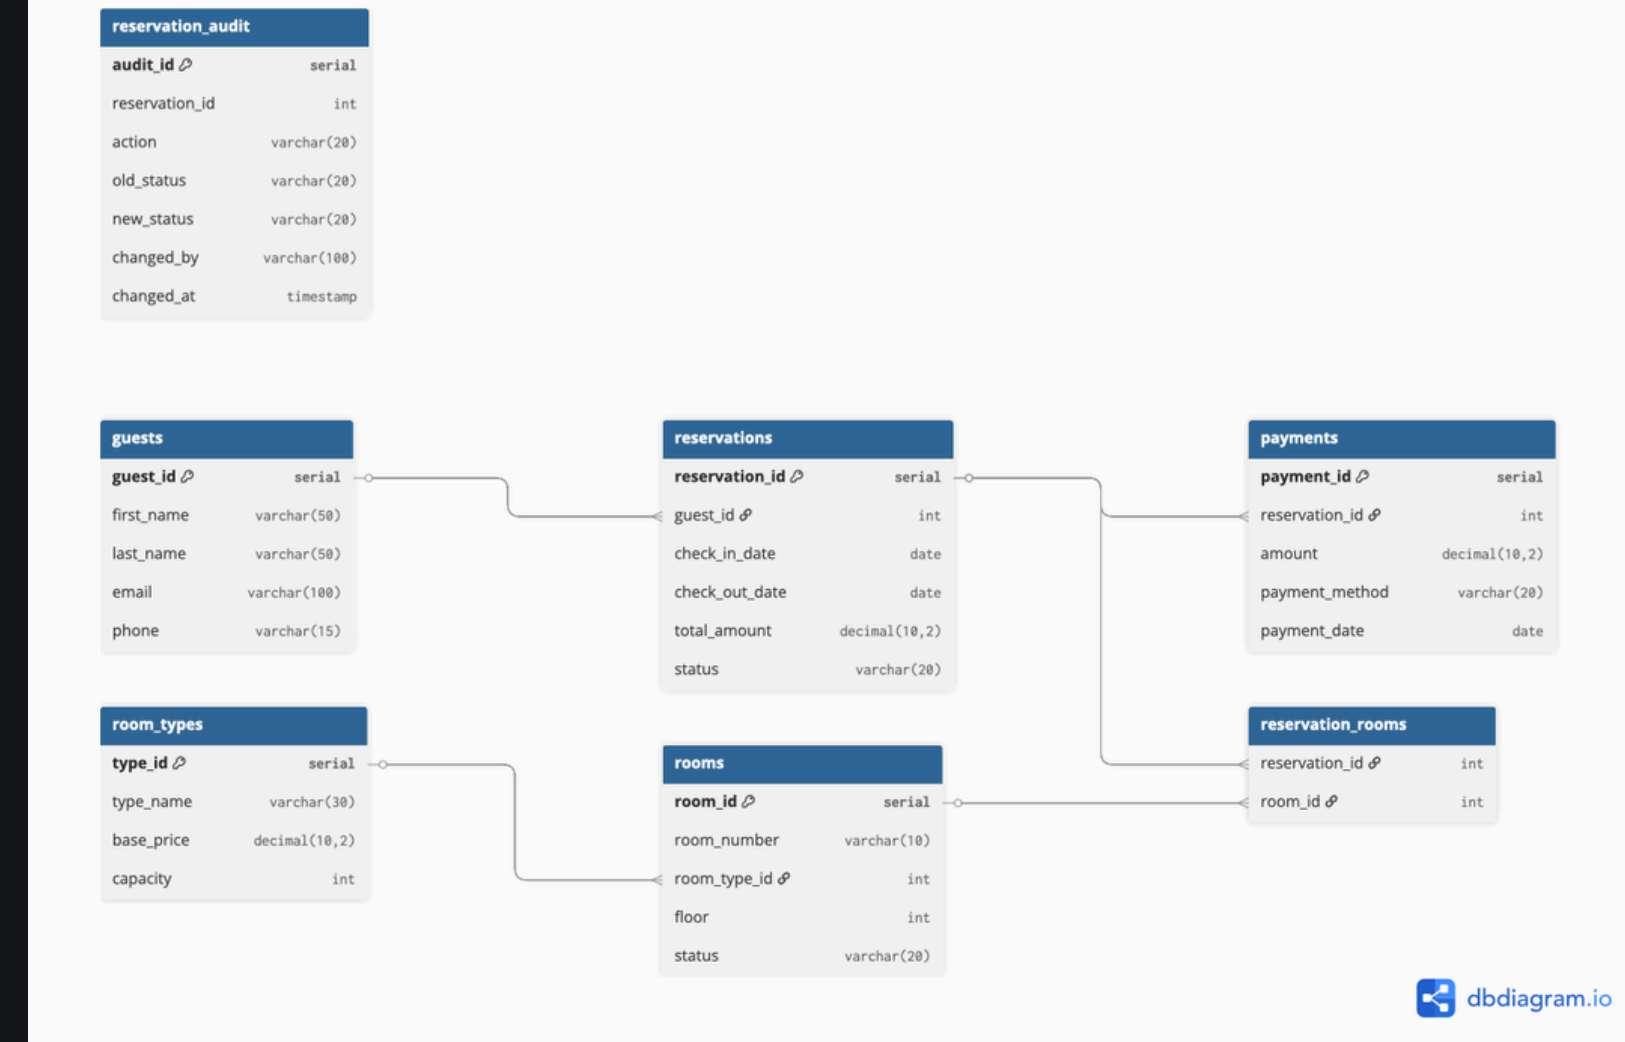 reservation_audit
audit_id serial
reservation_id int
action varchar(20)
old_status varchar(20)
new_status varchar(20)
changed_by varchar(100)
changed_at timestamp
guests
guest_id serial
first_name varchar(50)
last_name varchar(50)
email varchar(100)
phone varchar(15)
reservations
reservation_id serial
guest_id int
check_in_date date
check_out_date date
total_amount decimal(10,2)
status varchar(20)
payments
payment_id serial
reservation_id int
amount decimal(10,2)
payment_method varchar(20)
payment_date date
room_types
type_id serial
type_name varchar(30)
base_price decimal(10,2)
capacity int
rooms
room_id serial
room_number varchar(10)
room_type_id int
floor int
status varchar(20)
reservation_rooms
reservation_id int
room_id int
dbdiagram.io